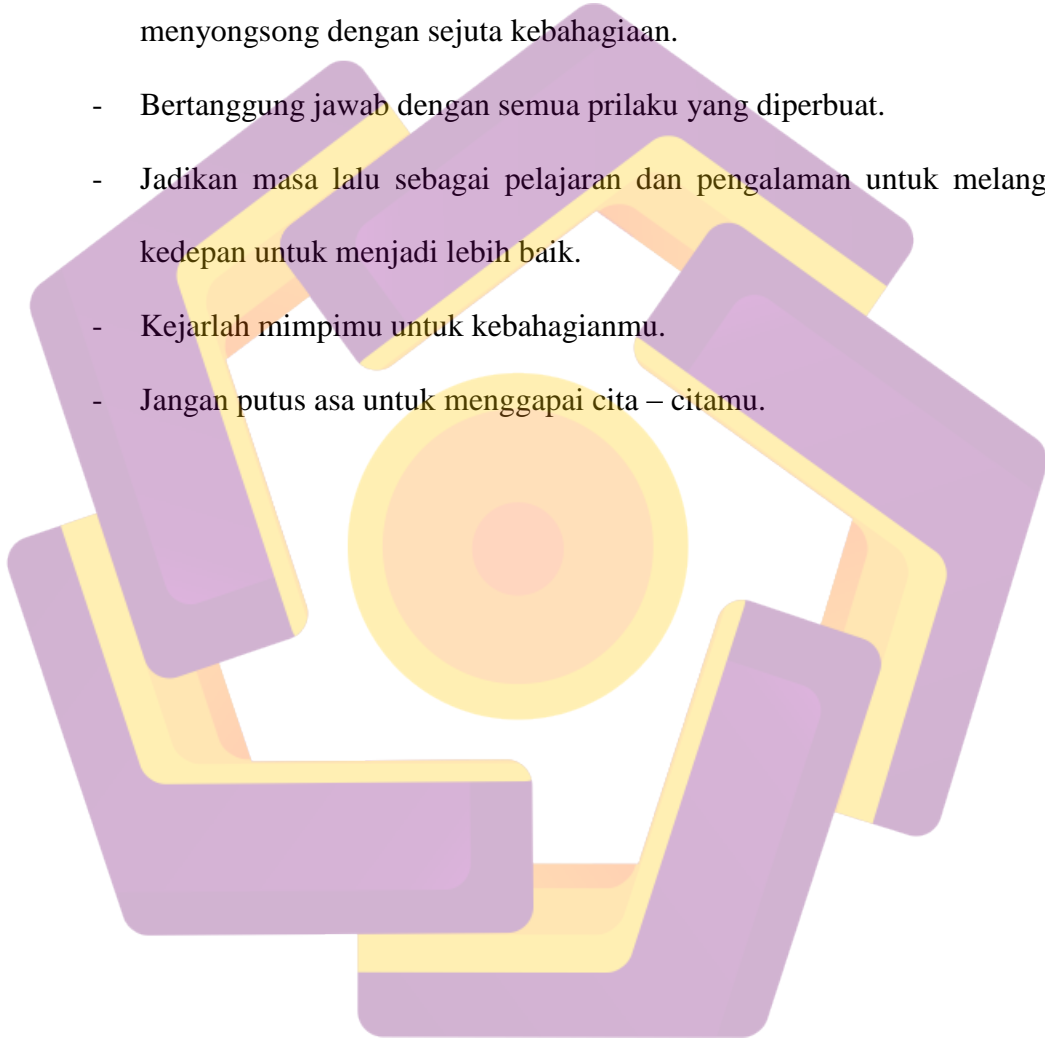 menyongsong dengan sejuta kebahagiaan.
- Bertanggung jawab dengan semua prilaku yang diperbuat.
- Jadikan masa lalu sebagai pelajaran dan pengalaman untuk melang
kedepan untuk menjadi lebih baik.
- Kejarlah mimpimu untuk kebahagianmu.
- Jangan putus asa untuk menggapai cita – citamu.